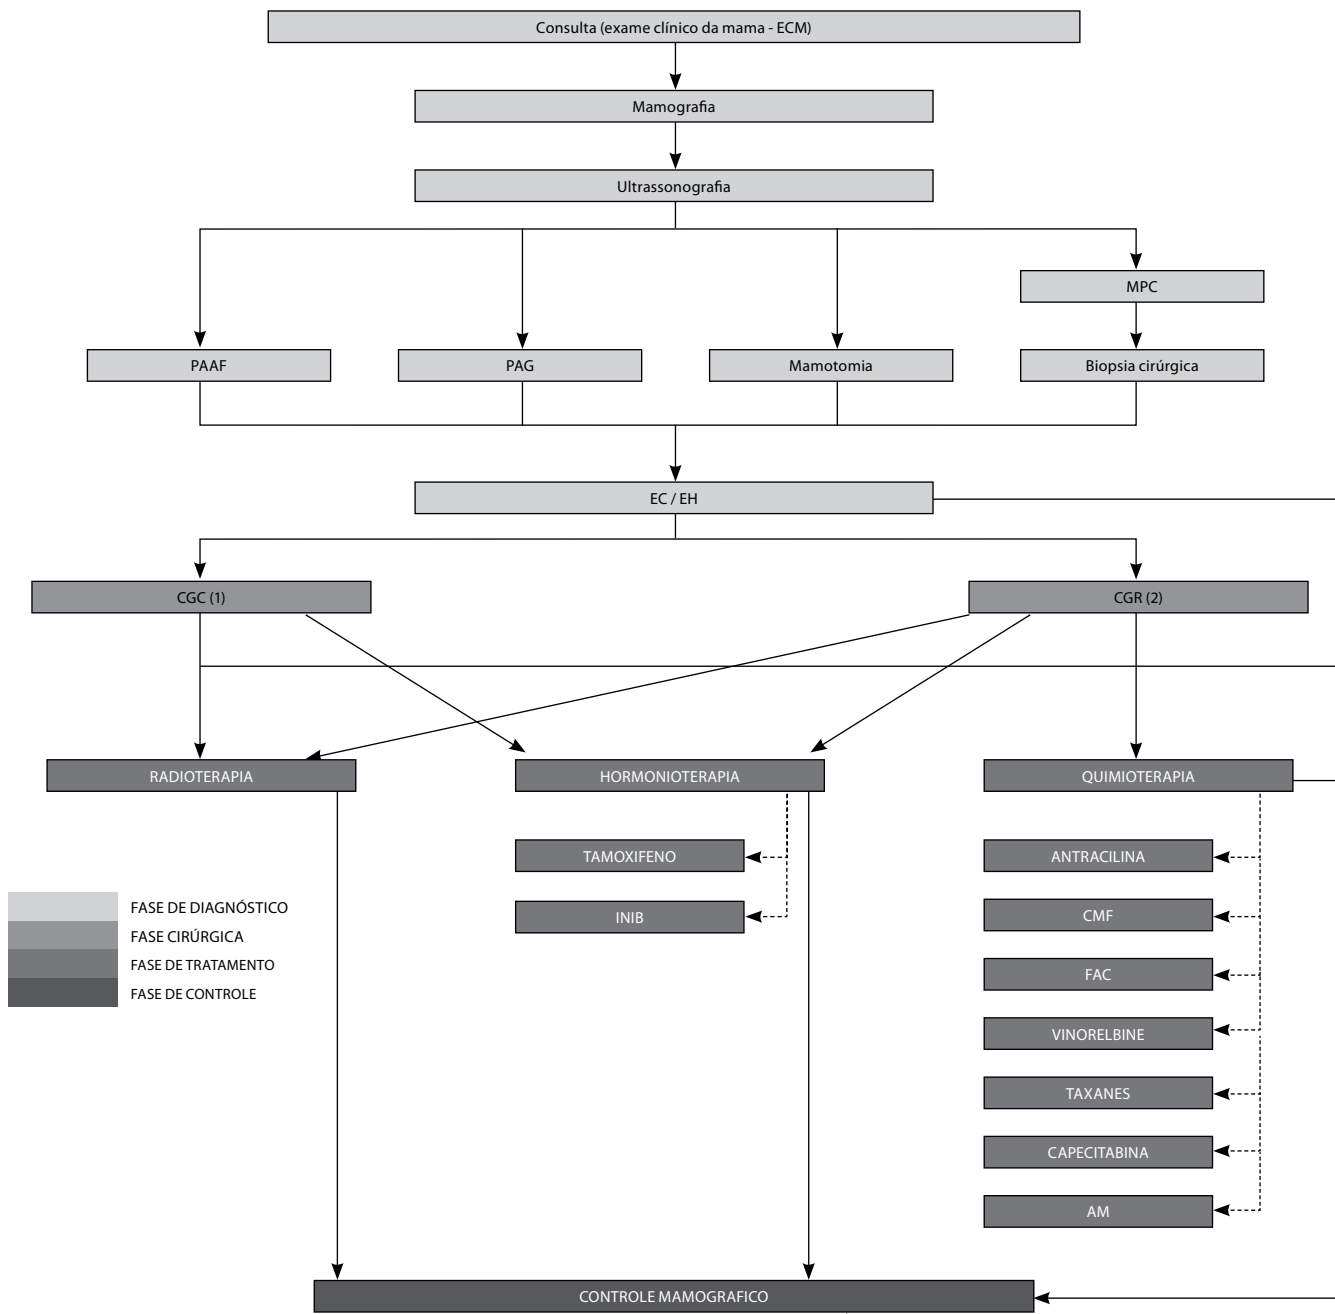 Consulta (exame clínico da mama - ECM)
Mamografia
Ultrassonografia
MPC
PAAF
PAG
Mamotomia
Biopsia cirúrgica
EC / EH
CGC (1)
CGR (2)
RADIOTERAPIA
HORMONIOTERAPIA
QUIMIOTERAPIA
TAMOXIFENO
INIB
ANTRACILINA
CMF
FAC
VINORELBINE
TAXANES
CAPECITABINA
AM
FASE DE DIAGNÓSTICO
FASE CIRÚRGICA
FASE DE TRATAMENTO
FASE DE CONTROLE
CONTROLE MAMOGRAFICO